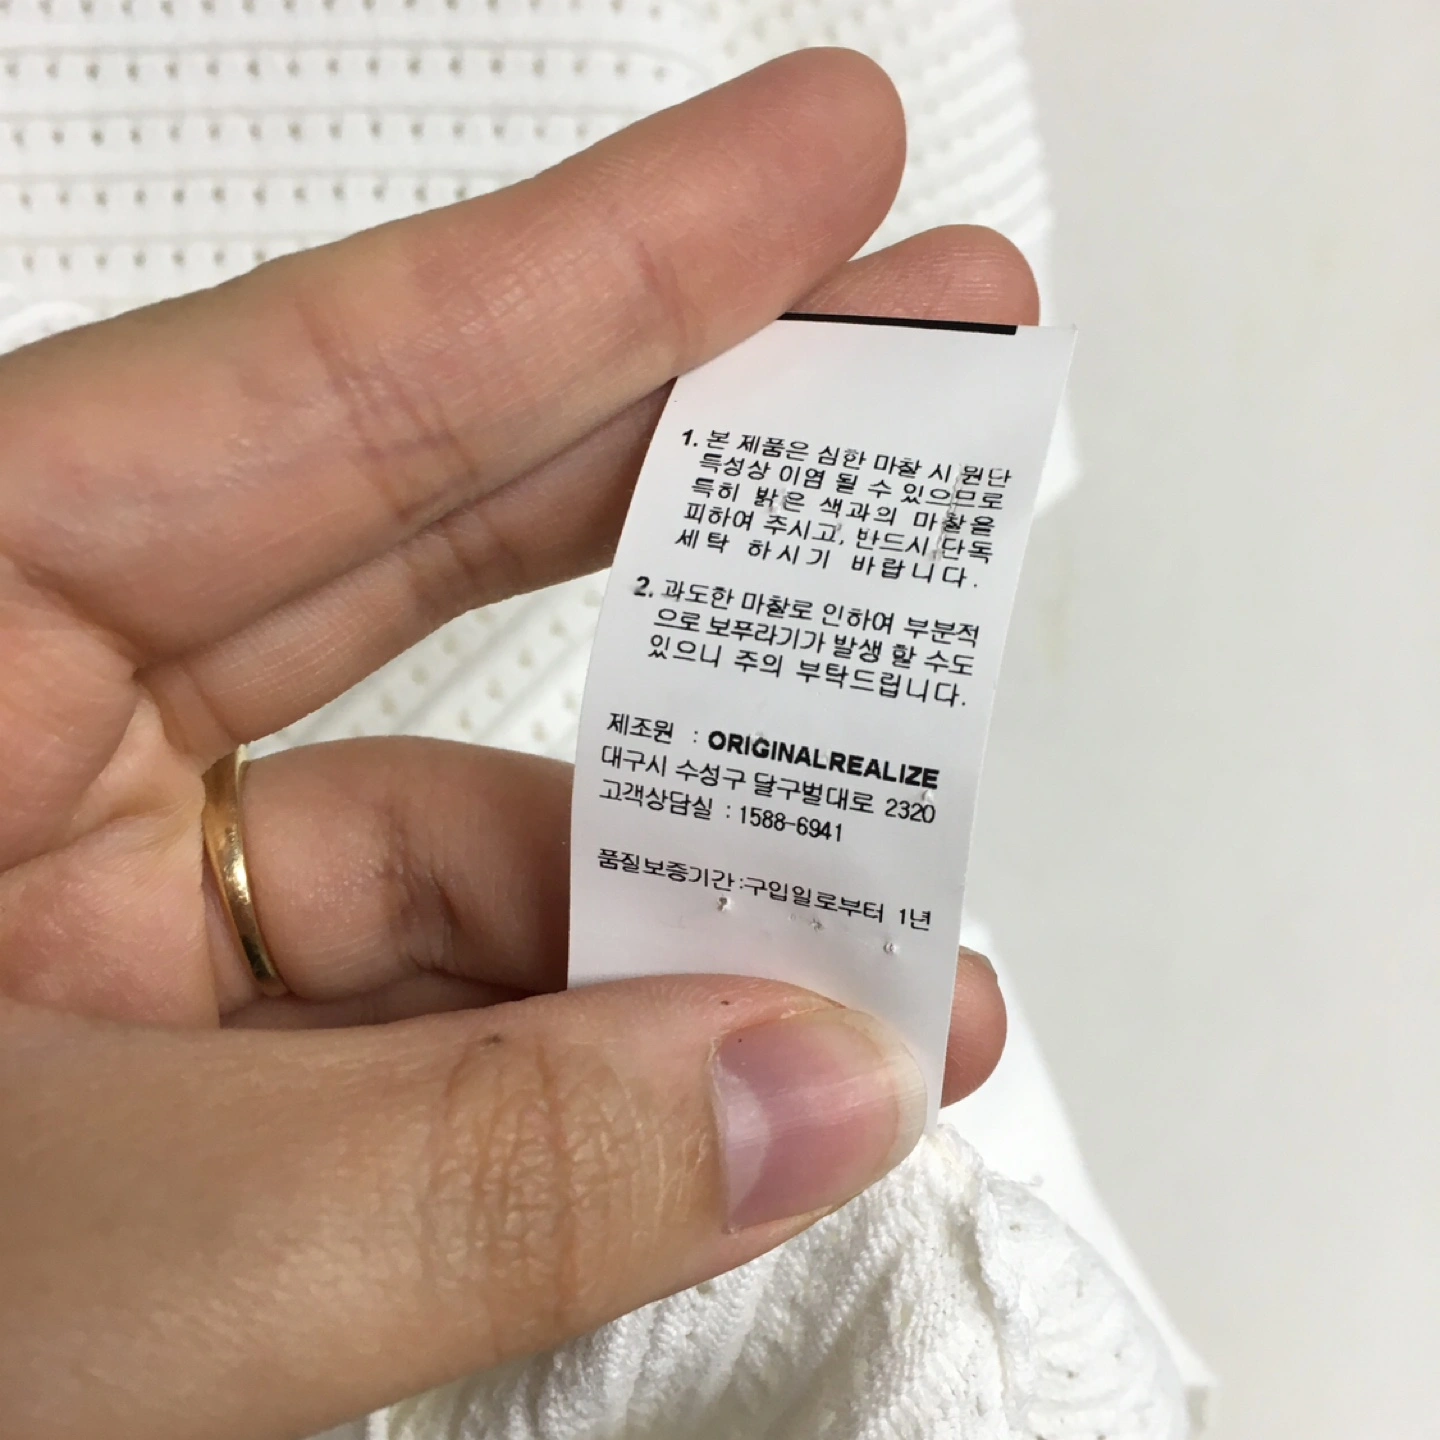 1. 본 제품은 심한 마찰 시 원단
특성상 이염 될 수 있으므로
특히 밝은 색과의 마찰을
피하여 주시고, 반드시 단독
세탁 하시기 바랍니다.
2. 과도한 마찰로 인하여 부분적
으로 보푸라기가 발생 할 수도
있으니 주의 부탁드립니다.
제조원 : ORIGINALREALIZE
대구시 수성구 달구벌대로 2320
고객상담실 : 1588-6941
품질보증기간 : 구입일로부터 1년